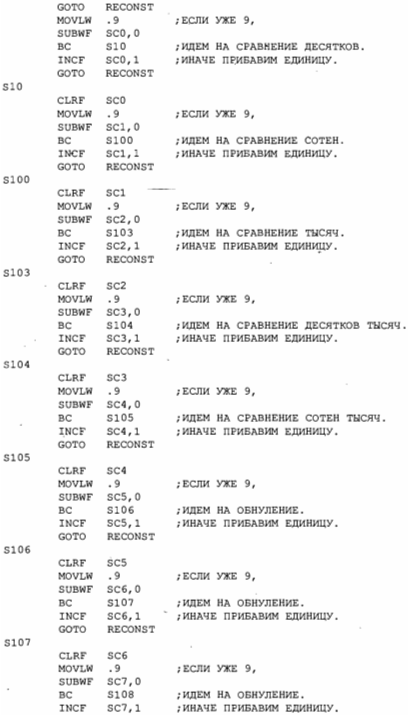 GOTO RECONST
MOVLW .9 ;ЕСЛИ УЖЕ 9,
SUBWF SC0,0
BC S10 ;ИДЕМ НА СРАВНЕНИЕ ДЕСЯТКОВ.
INCF SC0,1 ;ИНАЧЕ ПРИБАВИМ ЕДИНИЦУ.
GOTO RECONST
S10
CLRF SC0
MOVLW .9 ;ЕСЛИ УЖЕ 9,
SUBWF SC1,0
BC S100 ;ИДЕМ НА СРАВНЕНИЕ СОТЕН.
INCF SC1,1 ;ИНАЧЕ ПРИБАВИМ ЕДИНИЦУ.
GOTO RECONST
S100
CLRF SC1
MOVLW .9 ;ЕСЛИ УЖЕ 9,
SUBWF SC2,0
BC S103 ;ИДЕМ НА СРАВНЕНИЕ ТЫСЯЧ.
INCF SC2,1 ;ИНАЧЕ ПРИБАВИМ ЕДИНИЦУ.
GOTO RECONST
S103
CLRF SC2
MOVLW .9 ;ЕСЛИ УЖЕ 9,
SUBWF SC3,0
BC S104 ;ИДЕМ НА СРАВНЕНИЕ ДЕСЯТКОВ ТЫСЯЧ.
INCF SC3,1 ;ИНАЧЕ ПРИБАВИМ ЕДИНИЦУ.
GOTO RECONST
S104
CLRF SC3
MOVLW .9 ;ЕСЛИ УЖЕ 9,
SUBWF SC4,0
BC S105 ;ИДЕМ НА СРАВНЕНИЕ СОТЕН ТЫСЯЧ.
INCF SC4,1 ;ИНАЧЕ ПРИБАВИМ ЕДИНИЦУ.
GOTO RECONST
S105
CLRF SC4
MOVLW .9 ;ЕСЛИ УЖЕ 9,
SUBWF SC5,0
BC S106 ;ИДЕМ НА ОБНУЛЕНИЕ.
INCF SC5,1 ;ИНАЧЕ ПРИБАВИМ ЕДИНИЦУ.
GOTO RECONST
S106
CLRF SC5
MOVLW .9 ;ЕСЛИ УЖЕ 9,
SUBWF SC6,0
BC S107 ;ИДЕМ НА ОБНУЛЕНИЕ.
INCF SC6,1 ;ИНАЧЕ ПРИБАВИМ ЕДИНИЦУ.
GOTO RECONST
S107
CLRF SC6
MOVLW .9 ;ЕСЛИ УЖЕ 9,
SUBWF SC7,0
BC S108 ;ИДЕМ НА ОБНУЛЕНИЕ.
INCF SC7,1 ;ИНАЧЕ ПРИБАВИМ ЕДИНИЦУ.